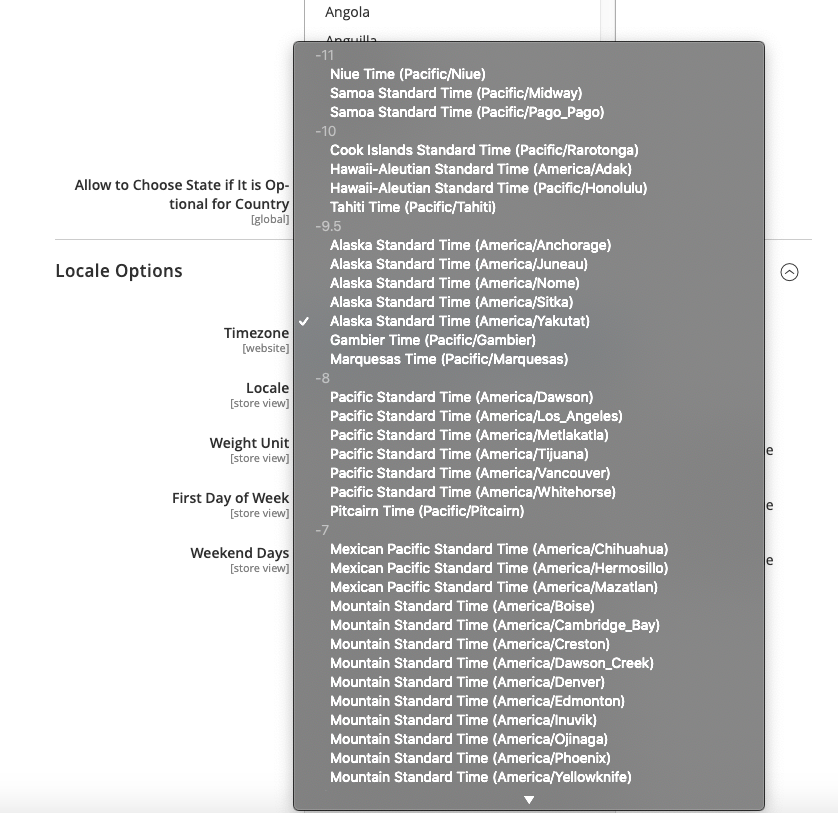 Angola
Anguilla
-11
Niue Time (Pacific/Niue)
Samoa Standard Time (Pacific/Midway)
Samoa Standard Time (Pacific/Pago_Pago)
-10
Cook Islands Standard Time (Pacific/Rarotonga)
Hawaii-Aleutian Standard Time (America/Adak)
Hawaii-Aleutian Standard Time (Pacific/Honolulu)
Tahiti Time (Pacific/Tahiti)
-9.5
Alaska Standard Time (America/Anchorage)
Alaska Standard Time (America/Juneau)
Alaska Standard Time (America/Nome)
Alaska Standard Time (America/Sitka)
Alaska Standard Time (America/Yakutat)
Gambier Time (Pacific/Gambier)
Marquesas Time (Pacific/Marquesas)
-8
Pacific Standard Time (America/Dawson)
Pacific Standard Time (America/Los_Angeles)
Pacific Standard Time (America/Metlakatla)
Pacific Standard Time (America/Tijuana)
Pacific Standard Time (America/Vancouver)
Pacific Standard Time (America/Whitehorse)
Pitcairn Time (Pacific/Pitcairn)
-7
Mexican Pacific Standard Time (America/Chihuahua)
Mexican Pacific Standard Time (America/Hermosillo)
Mexican Pacific Standard Time (America/Mazatlan)
Mountain Standard Time (America/Boise)
Mountain Standard Time (America/Cambridge_Bay)
Mountain Standard Time (America/Creston)
Mountain Standard Time (America/Dawson_Creek)
Mountain Standard Time (America/Denver)
Mountain Standard Time (America/Edmonton)
Mountain Standard Time (America/Inuvik)
Mountain Standard Time (America/Ojinaga)
Mountain Standard Time (America/Phoenix)
Mountain Standard Time (America/Yellowknife)
Allow to Choose State if It is Op-
tional for Country
[global]
Locale Options
Timezone
[website]
Locale
[store view]
Weight Unit
[store view]
e
First Day of Week
[store view]
e
Weekend Days
[store view]
e